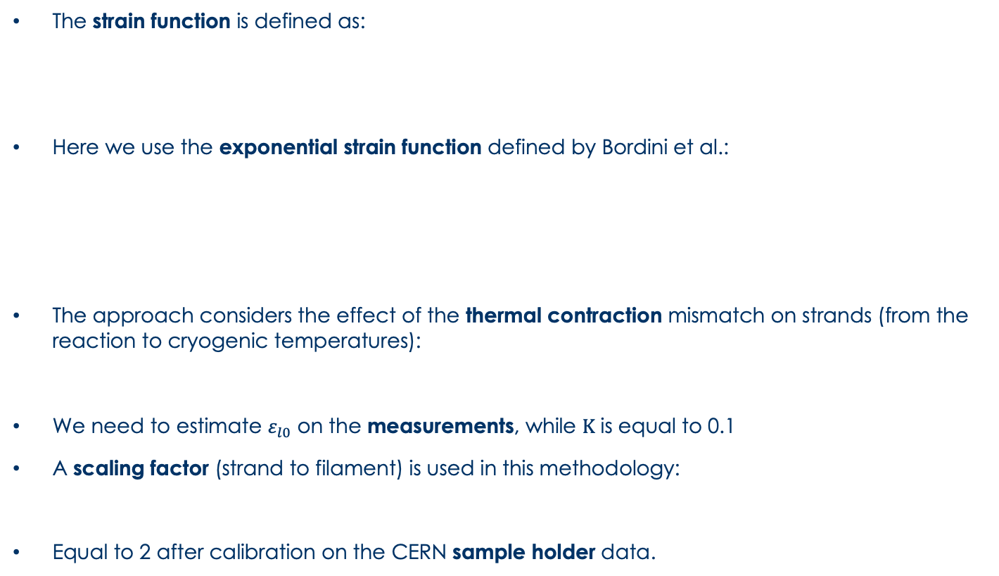 • The strain function is defined as:
• Here we use the exponential strain function defined by Bordini et al.:
• The approach considers the effect of the thermal contraction mismatch on strands (from the
reaction to cryogenic temperatures):
• We need to estimate εl0 on the measurements, while K is equal to 0.1
• A scaling factor (strand to filament) is used in this methodology:
• Equal to 2 after calibration on the CERN sample holder data.